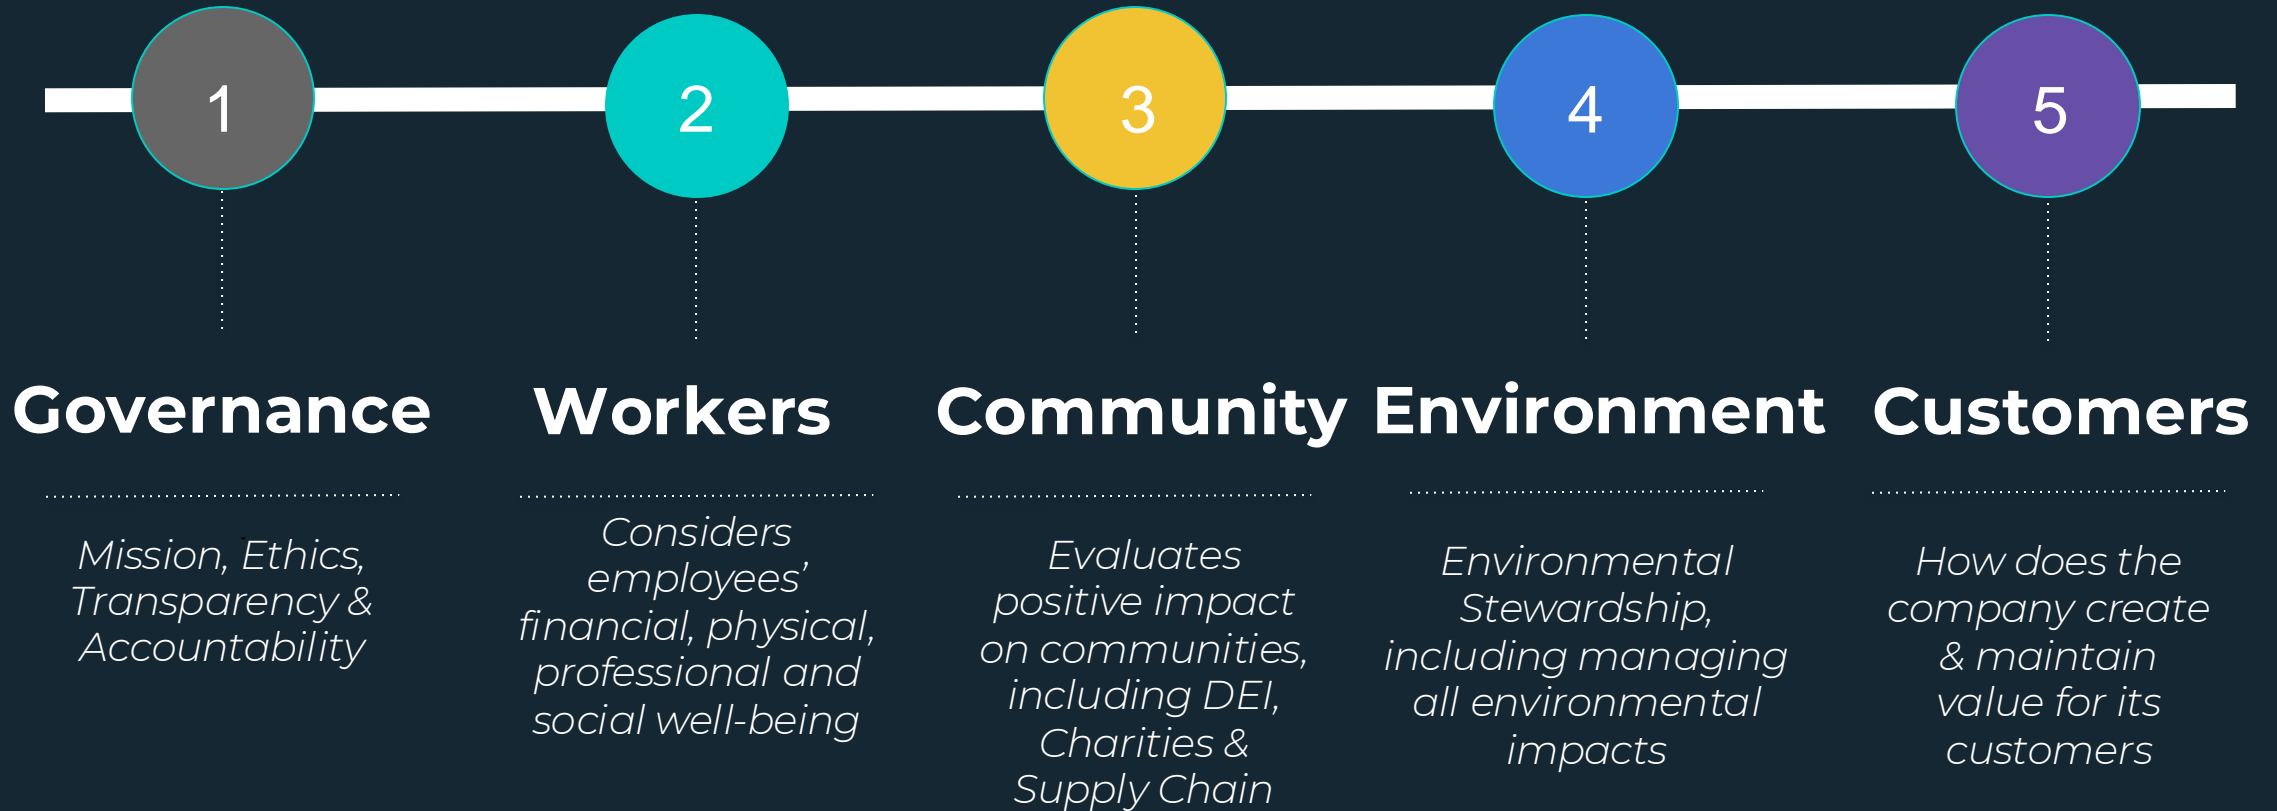 1
2
3
4
5
Governance
Workers
Community
Environment
Customers
Mission, Ethics,
Transparency &
Accountability
Considers
employees’
financial, physical,
professional and
social well-being
Evaluates
positive impact
on communities,
including DEI,
Charities &
Supply Chain
Environmental
Stewardship,
including managing
all environmental
impacts
How does the
company create
& maintain
value for its
customers